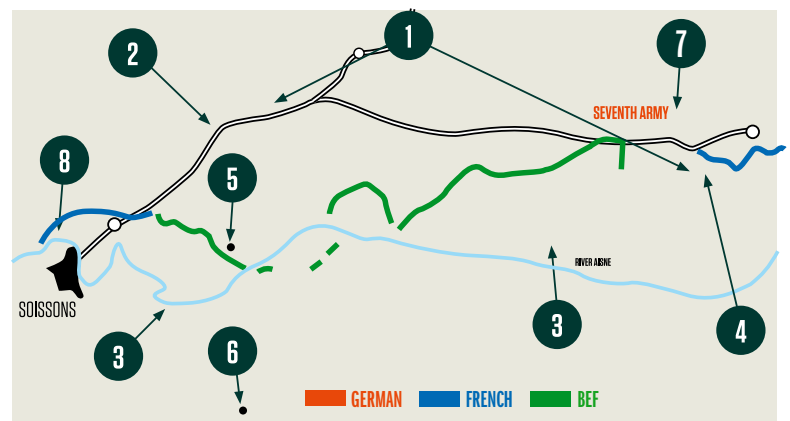 1
2
7
SEVENTH ARMY
8
5
RIVER AISNE
SOISSONS
3
3
4
6
GERMAN FRENCH BEF